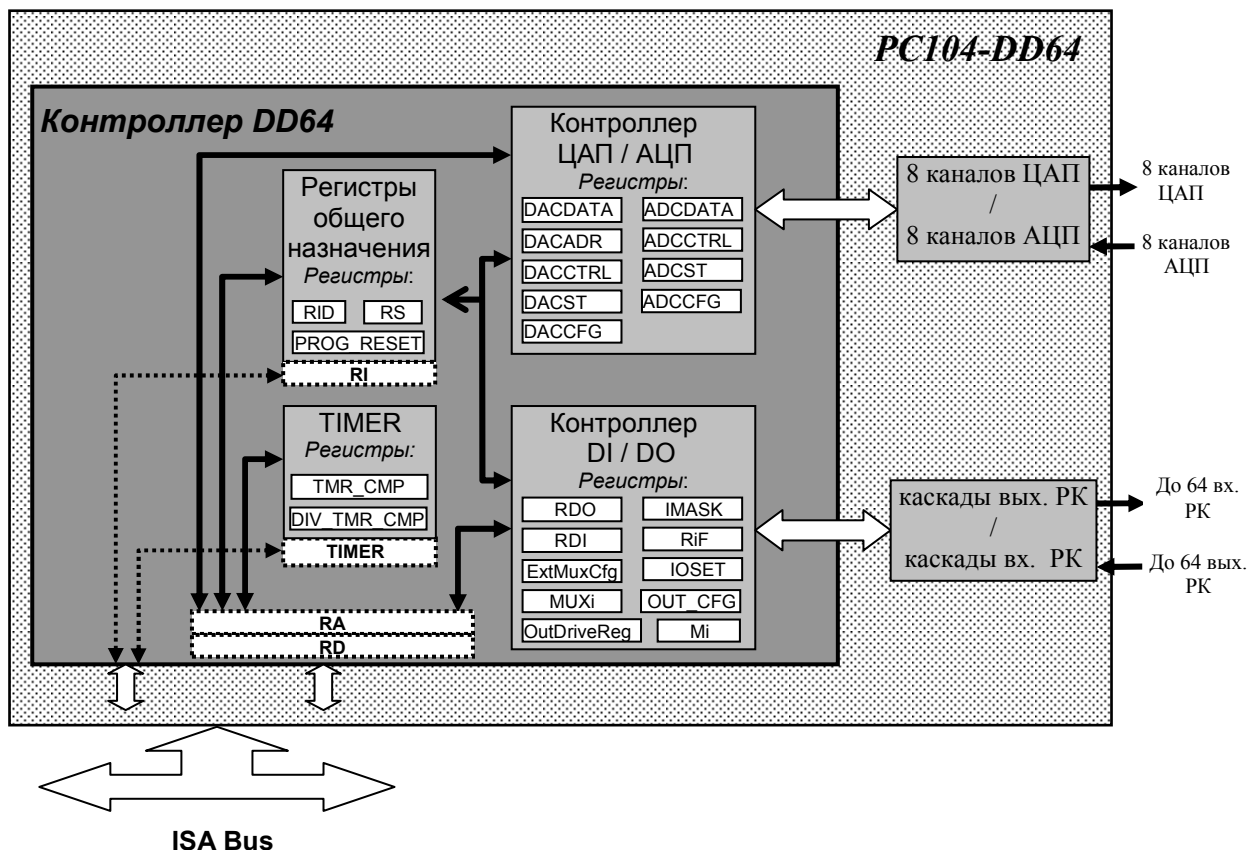 PC104-DD64
Контроллер DD64
Контроллер
ЦАП / АЦП
Регистры:
DACDATA
ADCDATA
DACADR
ADCCTRL
DACCTRL
ADCST
DACST
ADCCFG
DACCFG
Регистры
общего
назначения
Регистры:
RID
RS
PROG_RESET
RI
TIMER
Регистры:
TMR_CMP
DIV_TMR_CMP
TIMER
Контроллер
DI / DO
Регистры:
RDO
IMASK
RDI
RiF
ExtMuxCfg
IOSET
MUXi
OUT_CFG
OutDriveReg
Mi
RA
RD
8 каналов ЦАП
/
8 каналов АЦП
8 каналов
ЦАП
8 каналов
АЦП
каскады вых. РК
/
каскады вх. РК
До 64 вх.
РК
До 64 вых.
РК
ISA Bus